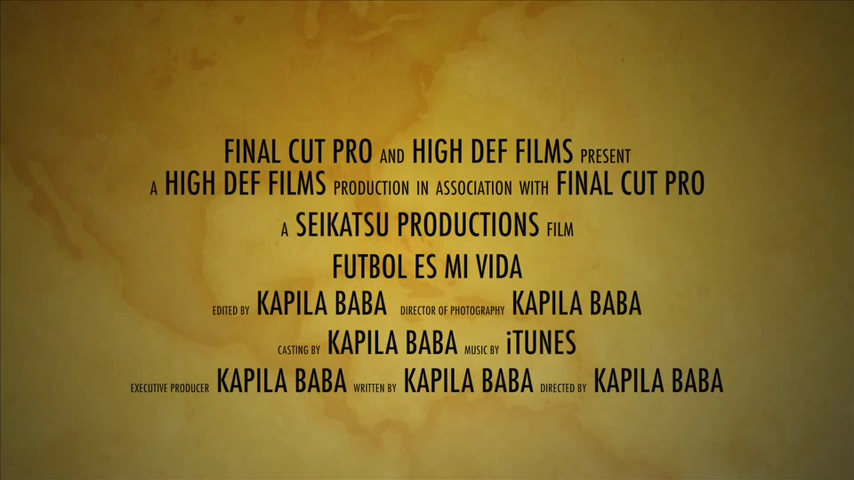 FINAL CUT PRO AND HIGH DEF FILMS PRESENT
A HIGH DEF FILMS PRODUCTION IN ASSOCIATION WITH FINAL CUT PRO
A SEIKATSU PRODUCTIONS FILM
FUTBOL ES MI VIDA
EDITED BY KAPILA BABA DIRECTOR OF PHOTOGRAPHY KAPILA BABA
CASTING BY KAPILA BABA MUSIC BY iTUNES
EXECUTIVE PRODUCER KAPILA BABA WRITTEN BY KAPILA BABA DIRECTED BY KAPILA BABA